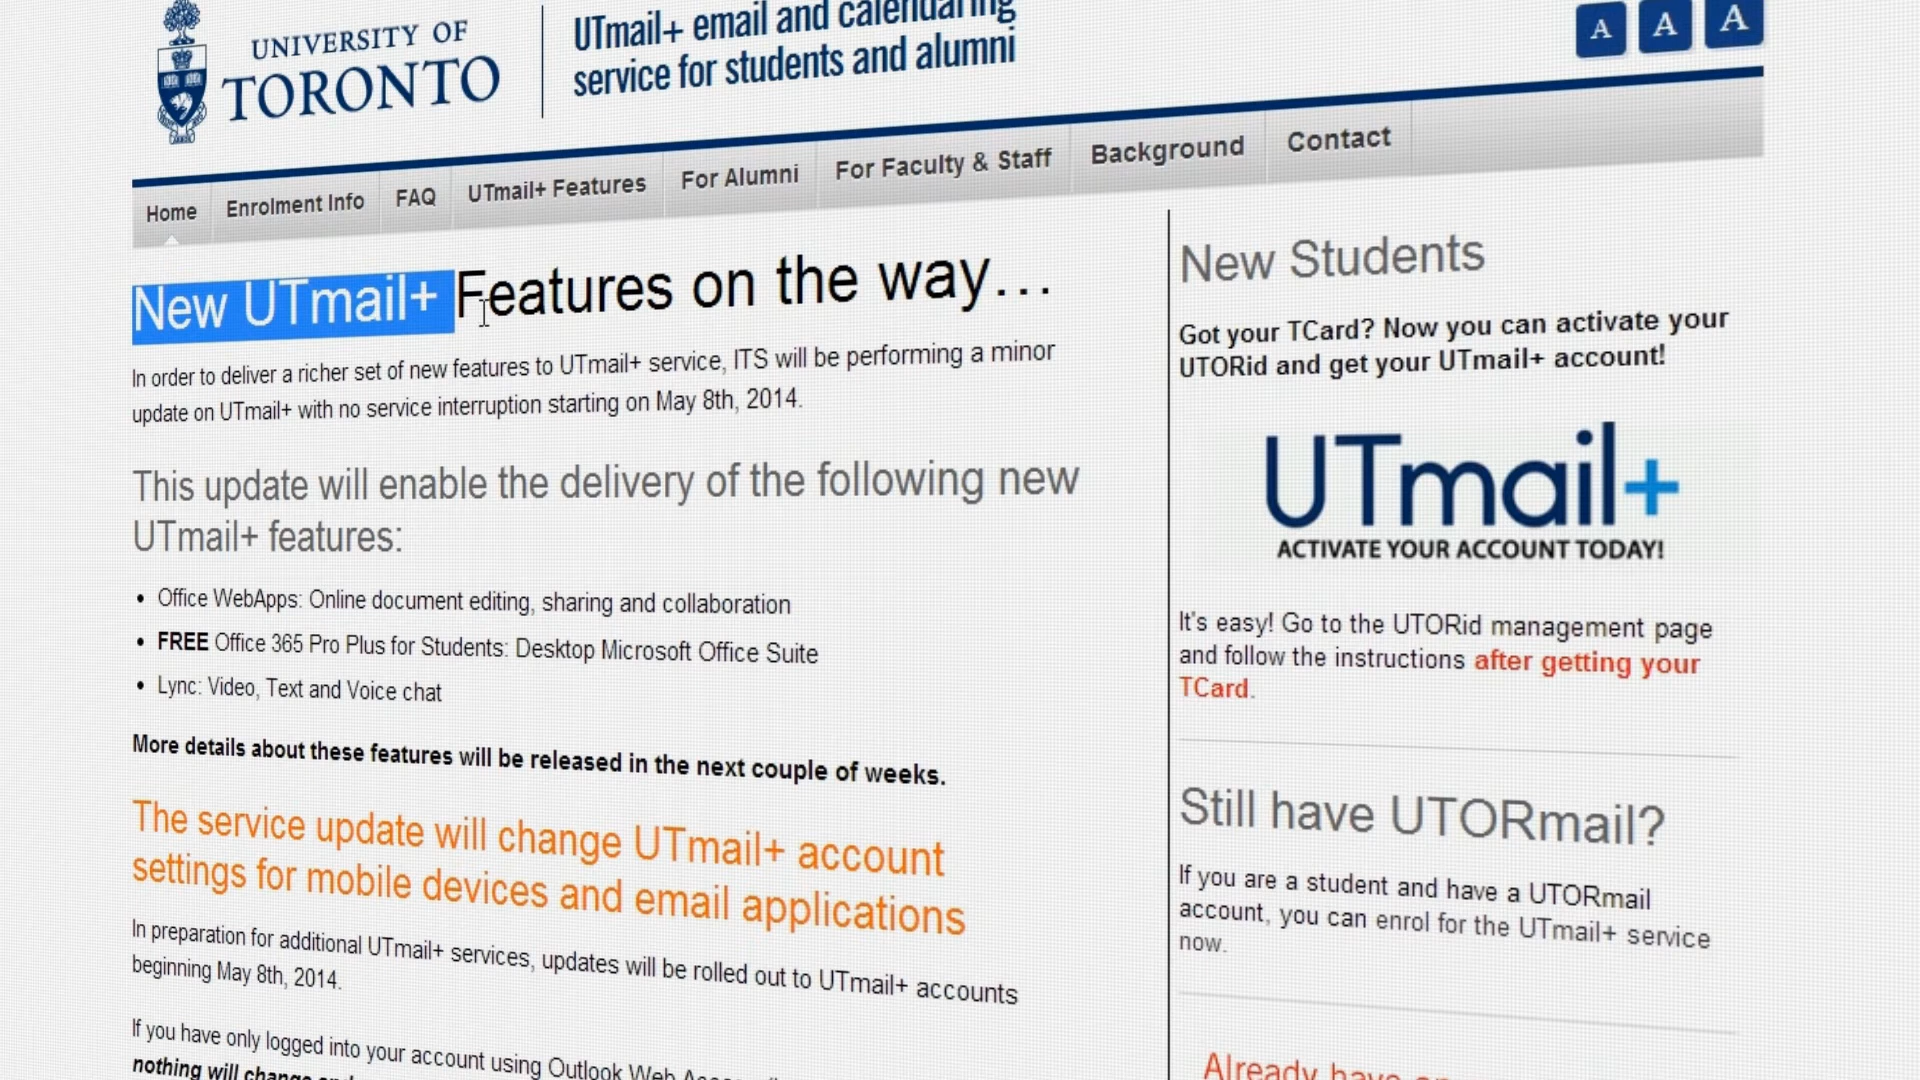 UNIVERSITY OF
TORONTO
UTmail+ email and calendaring
service for students and alumni
A A A
Home Enrolment Info FAQ UTmail+ Features For Alumni For Faculty & Staff Background Contact
New UTmail+ Features on the way...
In order to deliver a richer set of new features to UTmail+ service, ITS will be performing a minor
update on UTmail+ with no service interruption starting on May 8th, 2014.
This update will enable the delivery of the following new
UTmail+ features:
• Office WebApps: Online document editing, sharing and collaboration
• FREE Office 365 Pro Plus for Students: Desktop Microsoft Office Suite
• Lync: Video, Text and Voice chat
More details about these features will be released in the next couple of weeks.
The service update will change UTmail+ account
settings for mobile devices and email applications
In preparation for additional UTmail+ services, updates will be rolled out to UTmail+ accounts
beginning May 8th, 2014.
If you have only logged into your account using Outlook Web
nothing will change
New Students
Got your TCard? Now you can activate your
UTORid and get your UTmail+ account!
UTmail+
ACTIVATE YOUR ACCOUNT TODAY!
It's easy! Go to the UTORid management page
and follow the instructions after getting your
TCard.
Still have UTORmail?
If you are a student and have a UTORmail
account, you can enrol for the UTmail+ service
now.
Already have